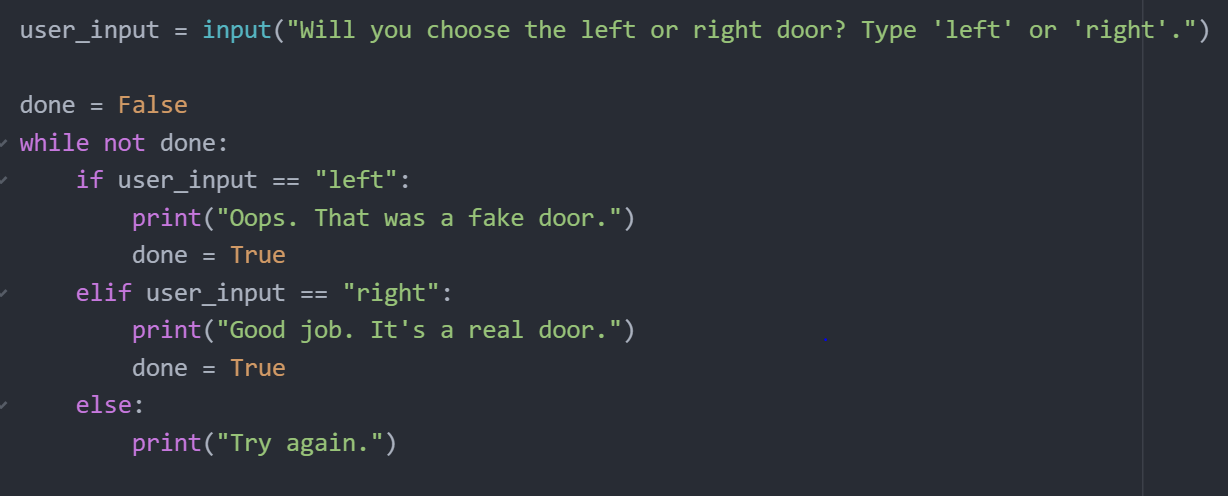 user_input = input("Will you choose the left or right door? Type 'left' or 'right'.")

done = False
while not done:
    if user_input == "left":
        print("Oops. That was a fake door.")
        done = True
    elif user_input == "right":
        print("Good job. It's a real door.")
        done = True
    else:
        print("Try again.")